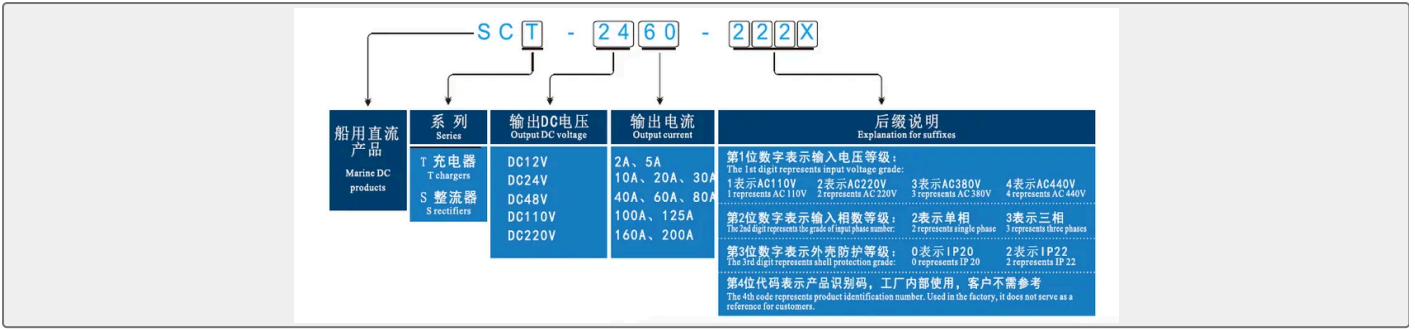 SCT - 2460 - 222X
船用直流
产品
Marine DC
products
系 列
Series
T 充电器
T chargers
S 整流器
S rectifiers
输出DC电压
Output DC voltage
DC12V
DC24V
DC48V
DC110V
DC220V
输出电流
Output current
2A、5A
10A、20A、30A
40A、60A、80A
100A、125A
160A、200A
后缀说明
Explanation for suffixes
第1位数字表示输入电压等级：
The 1st digit represents input voltage grade:
1表示AC110V 2表示AC220V 3表示AC380V 4表示AC440V
1 represents AC 110V 2 represents AC 220V 3 represents AC 380V 4 represents AC 440V
第2位数字表示输入相数等级： 2表示单相 3表示三相
The 2nd digit represents the grade of input phase number: 2 represents single phase 3 represents three phases
第3位数字表示外壳防护等级： 0表示IP20 2表示IP22
The 3rd digit represents shell protection grade: 0 represents IP 20 2 represents IP 22
第4位代码表示产品识别码，工厂内部使用，客户不需参考
The 4th code represents product identification number. Used in the factory, it does not serve as a
reference for customers.